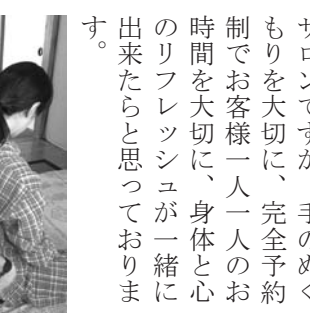 サロンですが、手のぬく
もりを大切に、完全予約
制でお客様一人一人のお
時間を大切に、身体と心
のリフレッシュが一緒に
出来たらと思っておりま
す。